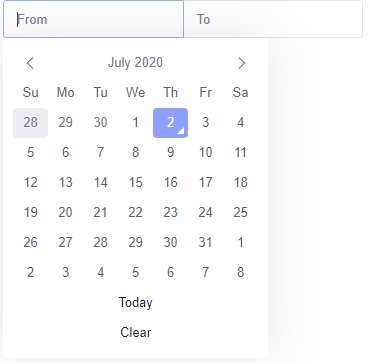 From To
July 2020
Su Mo Tu We Th Fr Sa
28 29 30 1 2 3 4
5 6 7 8 9 10 11
12 13 14 15 16 17 18
19 20 21 22 23 24 25
26 27 28 29 30 31 1
2 3 4 5 6 7 8
Today
Clear